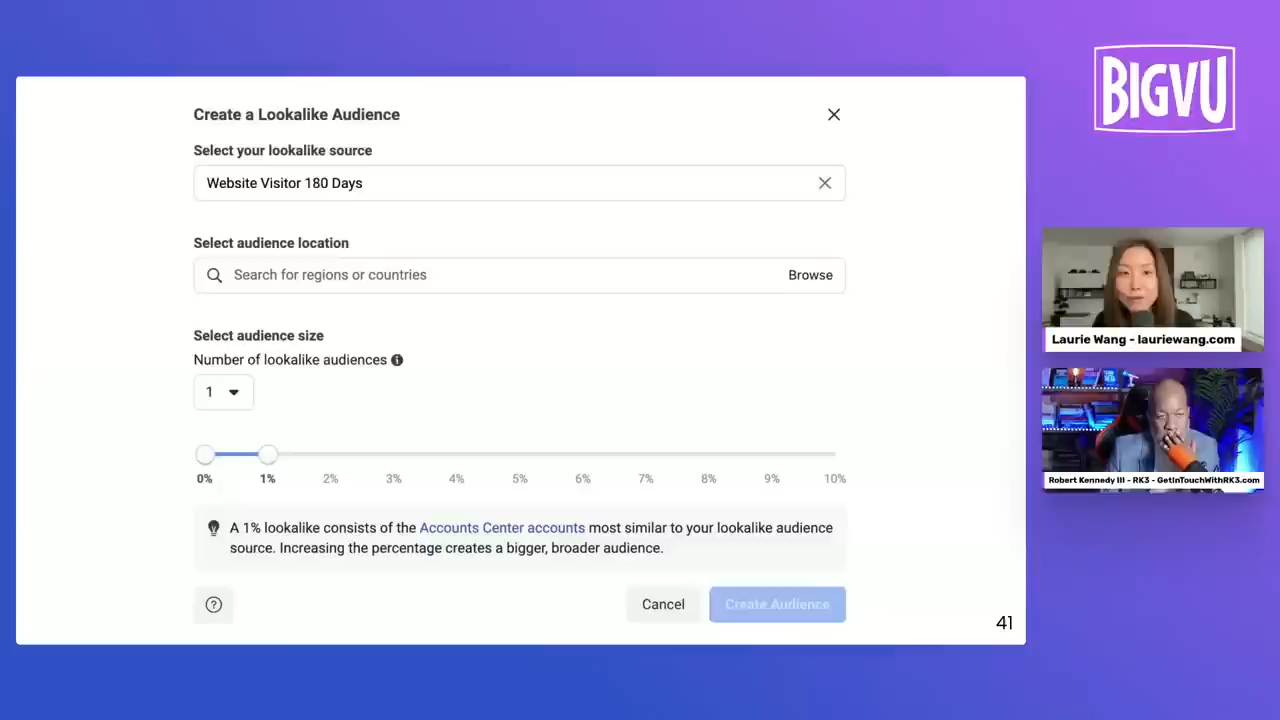 BIGVU
Create a Lookalike Audience
Select your lookalike source
Website Visitor 180 Days
Select audience location
Search for regions or countries
Browse
Select audience size
Number of lookalike audiences
1
0% 1% 2% 3% 4% 5% 6% 7% 8% 9% 10%
A 1% lookalike consists of the Accounts Center accounts most similar to your lookalike audience
source. Increasing the percentage creates a bigger, broader audience.
Cancel
Create Audience
41
Laurie Wang - lauriewang.com
Robert Kennedy III - RK3 - GetInTouchWithRK3.com